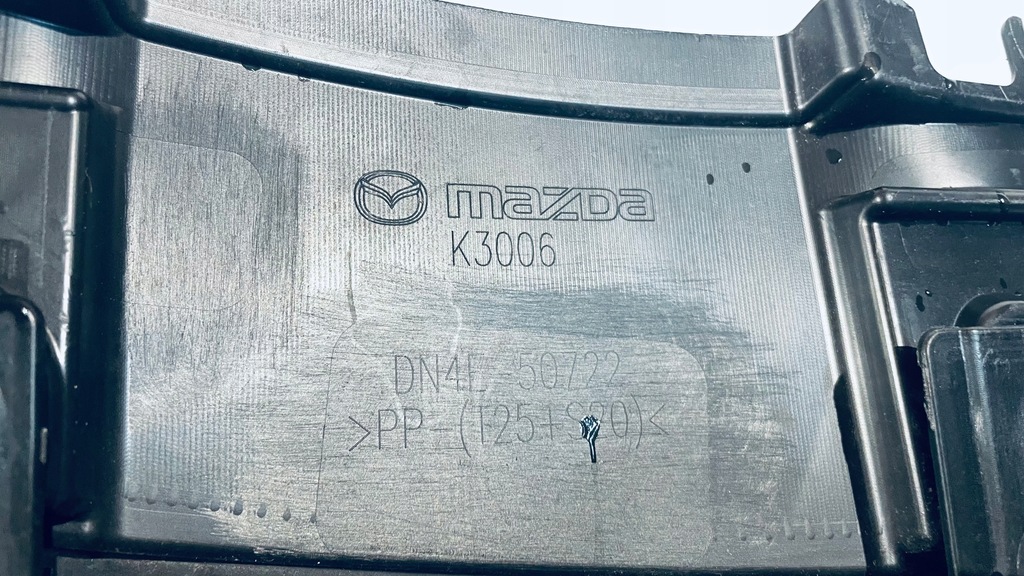 mazda
K3006
DN4L-50722
>PP-(T25+S20)<